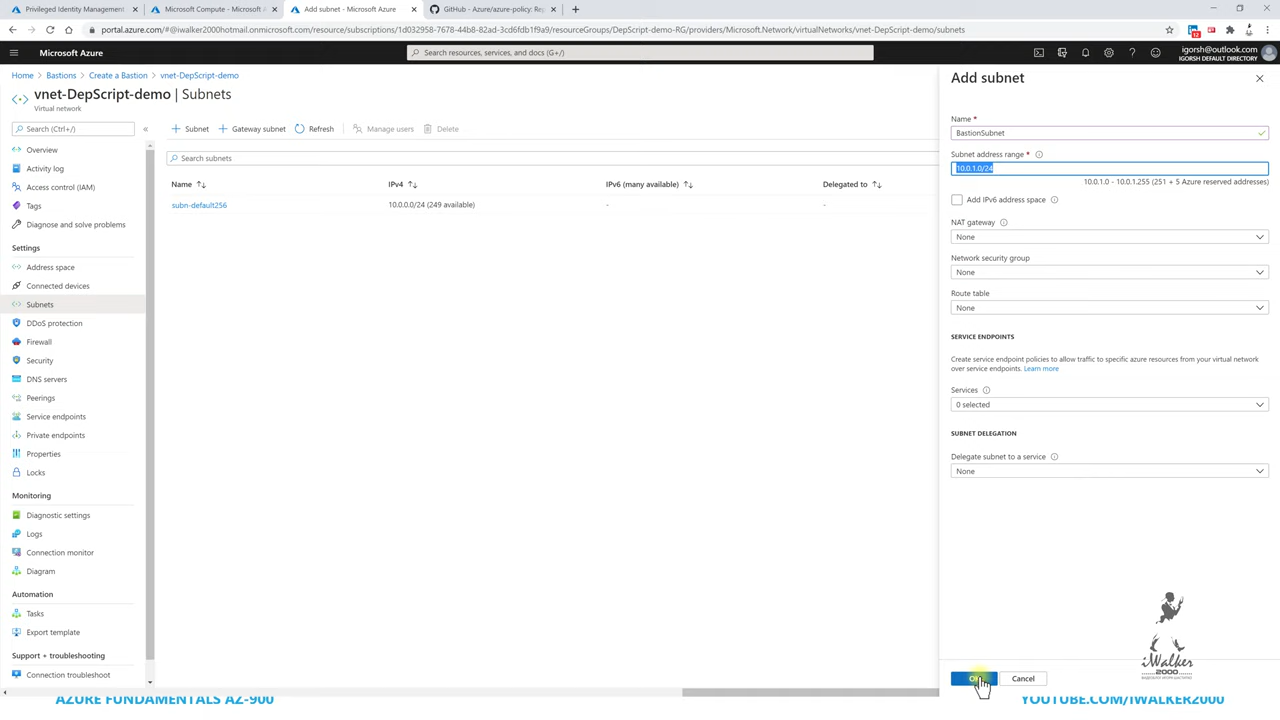 Privileged Identity Management
Microsoft Compute - Microsoft A
Add subnet - Microsoft Azure
GitHub - Azure/azure-policy: Re
portal.azure.com/#@iwalker2000hotmail.onmicrosoft.com/resource/subscriptions/1d032958-7678-44b8-82ad-3cd6fdb1f9a9/resourceGroups/DepScript-demo-RG/providers/Microsoft.Network/virtualNetworks/vnet-DepScript-demo/subnets
12
Microsoft Azure
Search resources, services, and docs (G+/)
igorsh@outlook.com
IGORSH DEFAULT DIRECTORY
Home > Bastions > Create a Bastion > vnet-DepScript-demo
vnet-DepScript-demo | Subnets
Virtual network
Search (Ctrl+/)
Overview
Activity log
Access control (IAM)
Tags
Diagnose and solve problems
Settings
Address space
Connected devices
Subnets
DDoS protection
Firewall
Security
DNS servers
Peerings
Service endpoints
Private endpoints
Properties
Locks
Monitoring
Diagnostic settings
Logs
Connection monitor
Diagram
Automation
Tasks
Export template
Support + troubleshooting
Connection troubleshoot
+ Subnet + Gateway subnet Refresh Manage users Delete
Search subnets
Name IPv4 IPv6 (many available) Delegated to
subn-default256 10.0.0.0/24 (249 available) - -
Add subnet
Name *
BastionSubnet
Subnet address range *
10.0.1.0/24
10.0.1.0 - 10.0.1.255 (251 + 5 Azure reserved addresses)
Add IPv6 address space
NAT gateway
None
Network security group
None
Route table
None
SERVICE ENDPOINTS
Create service endpoint policies to allow traffic to specific azure resources from your virtual network
over service endpoints. Learn more
Services
0 selected
SUBNET DELEGATION
Delegate subnet to a service
None
Cancel
iWalker
2000
AZURE FUNDAMENTALS AZ-900
YOUTUBE.COM/IWALKER2000